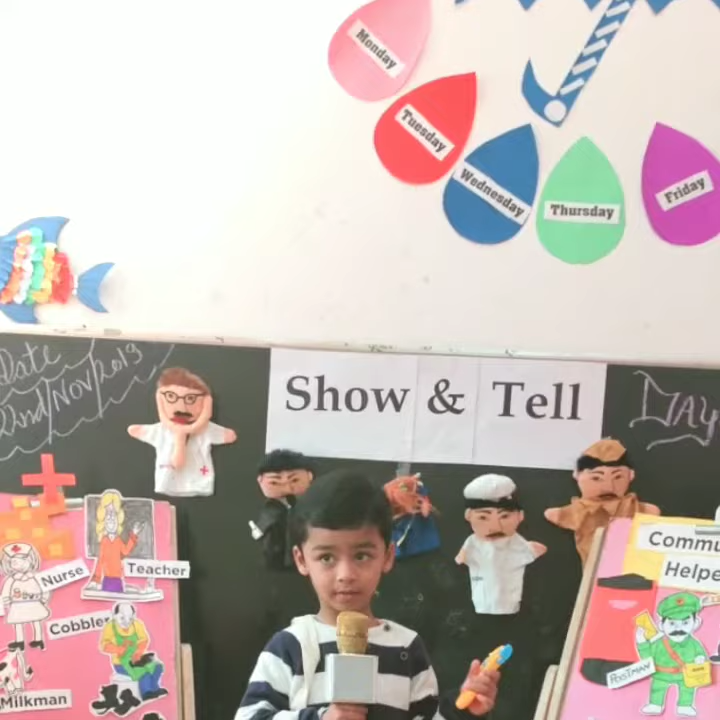 Monday
Tuesday
Wednesday
Thursday
Friday
Date
22nd/Nov/2019
Show & Tell
DAY
Nurse
Teacher
Cobbler
Milkman
Commu
Helpe
POSTMAN